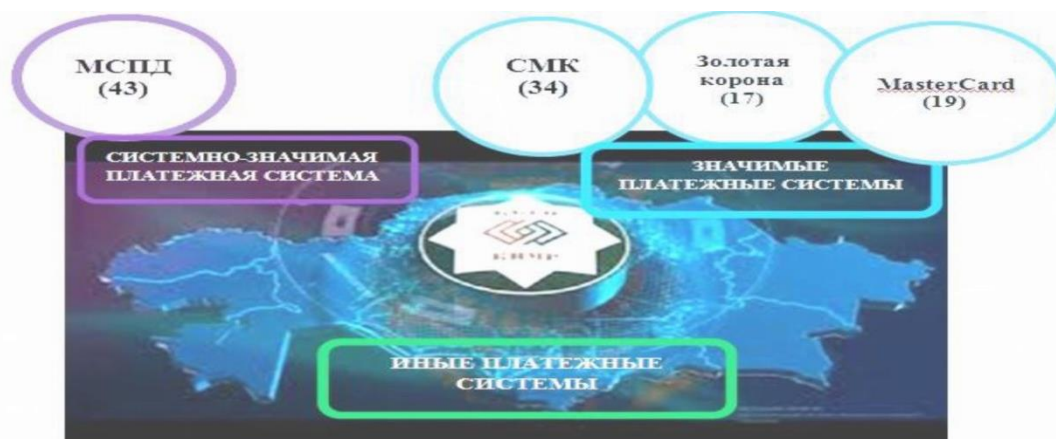 МСПД
(43)
СМК
(34)
Золотая
корона
(17)
MasterCard
(19)
СИСТЕМНО-ЗНАЧИМАЯ
ПЛАТЕЖНАЯ СИСТЕМА
ЗНАЧИМЫЕ
ПЛАТЕЖНЫЕ СИСТЕМЫ
ИНЫЕ ПЛАТЕЖНЫЕ
СИСТЕМЫ